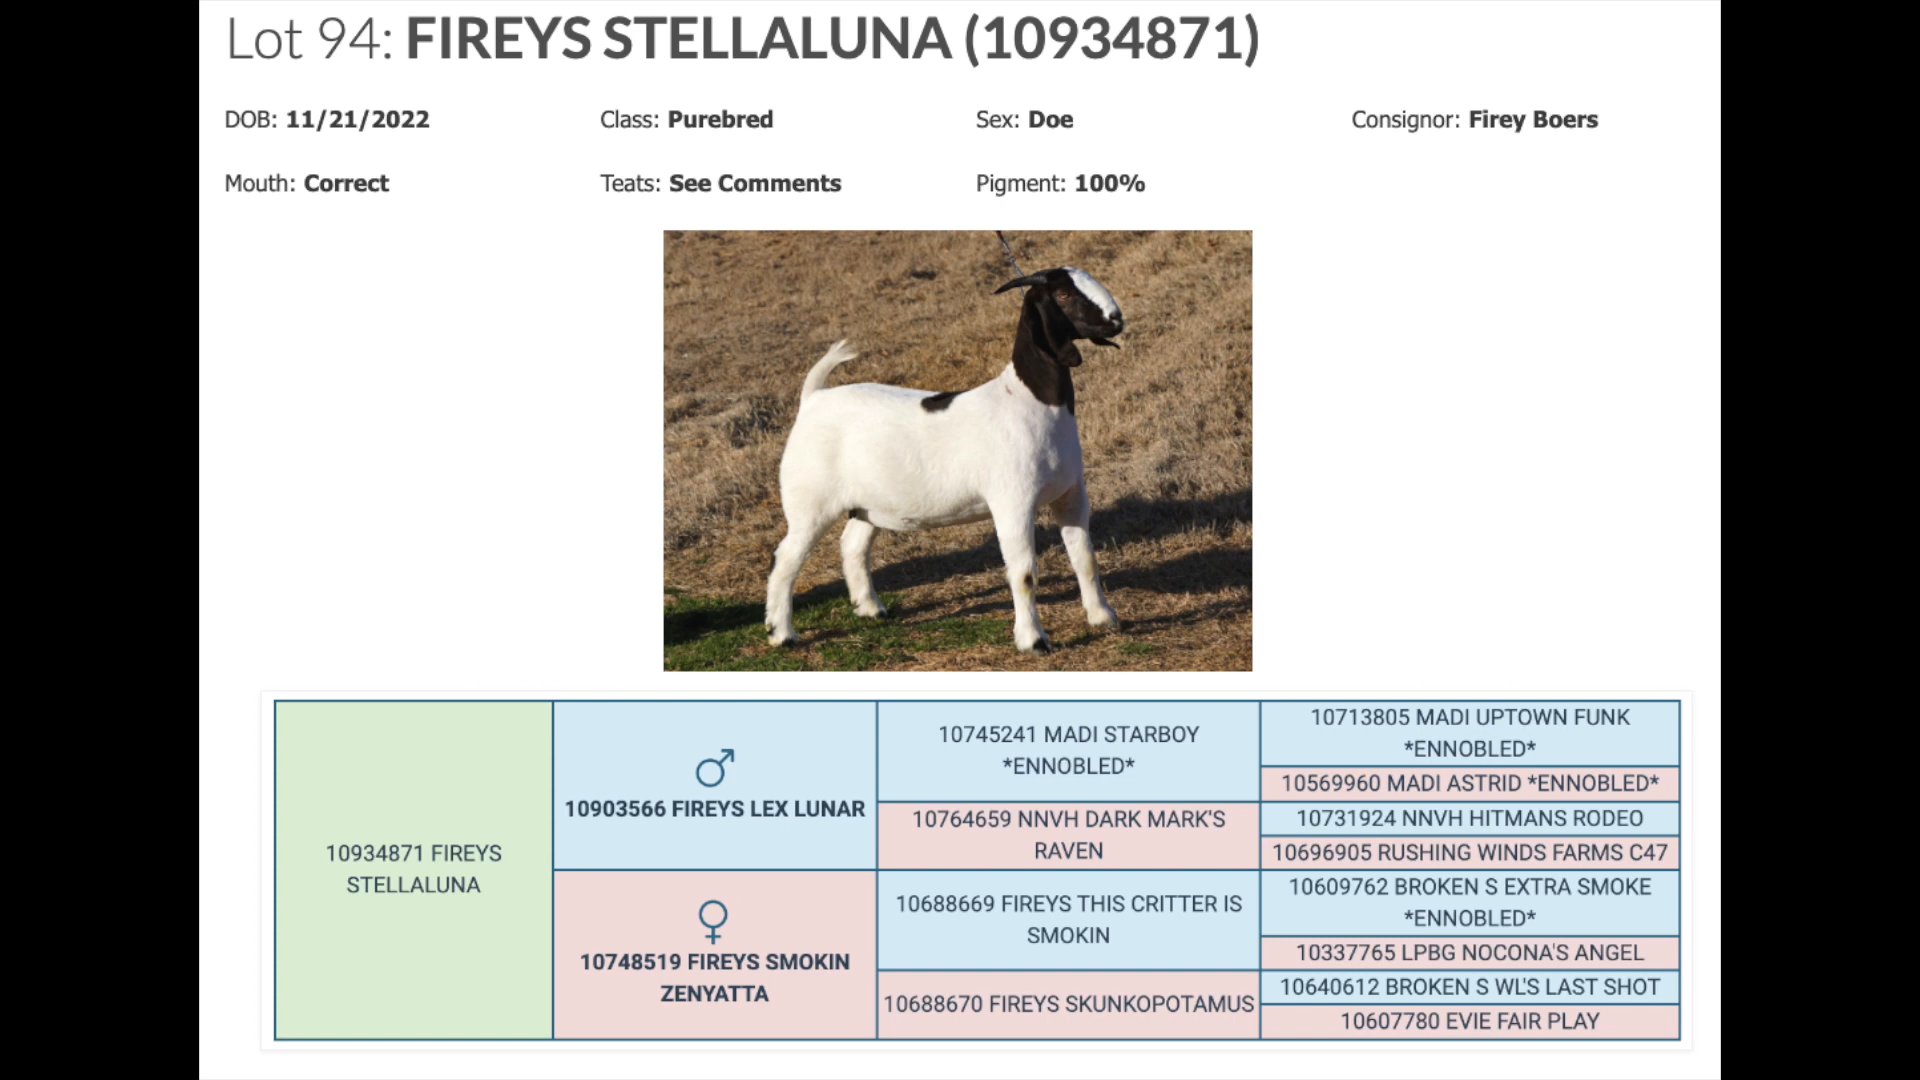 Lot 94: FIREYS STELLALUNA (10934871)
DOB: 11/21/2022
Class: Purebred
Sex: Doe
Consignor: Firey Boers
Mouth: Correct
Teats: See Comments
Pigment: 100%
10934871 FIREYS
STELLALUNA
10903566 FIREYS LEX LUNAR
10748519 FIREYS SMOKIN
ZENYATTA
10745241 MADI STARBOY
*ENNOBLED*
10764659 NNVH DARK MARK'S
RAVEN
10688669 FIREYS THIS CRITTER IS
SMOKIN
10688670 FIREYS SKUNKOPOTAMUS
10713805 MADI UPTOWN FUNK
*ENNOBLED*
10569960 MADI ASTRID *ENNOBLED*
10731924 NNVH HITMANS RODEO
10696905 RUSHING WINDS FARMS C47
10609762 BROKEN S EXTRA SMOKE
*ENNOBLED*
10337765 LPBG NOCONA'S ANGEL
10640612 BROKEN S WL'S LAST SHOT
10607780 EVIE FAIR PLAY